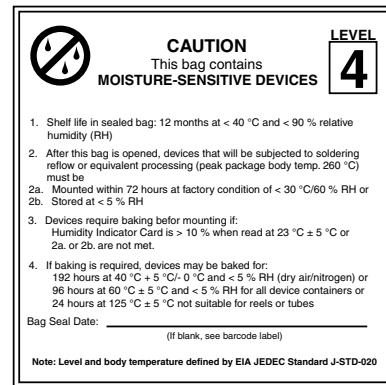 LEVEL
CAUTION
This bag contains
MOISTURE-SENSITIVE DEVICES
4
1. Shelf life in sealed bag: 12 months at < 40 °C and < 90 % relative
humidity (RH)
2. After this bag is opened, devices that will be subjected to soldering
reflow or equivalent processing (peak package body temp. 260 °C)
must be
2a. Mounted within 72 hours at factory condition of < 30 °C/60 % RH or
2b. Stored at < 5 % RH
3. Devices require baking befor mounting if:
Humidity Indicator Card is > 10 % when read at 23 °C ± 5 °C or
2a. or 2b. are not met.
4. If baking is required, devices may be baked for:
192 hours at 40 °C + 5 °C/- 0 °C and < 5 % RH (dry air/nitrogen) or
96 hours at 60 °C ± 5 °C and < 5 % RH for all device containers or
24 hours at 125 °C ± 5 °C not suitable for reels or tubes
Bag Seal Date:
(If blank, see barcode label)
Note: Level and body temperature defined by EIA JEDEC Standard J-STD-020